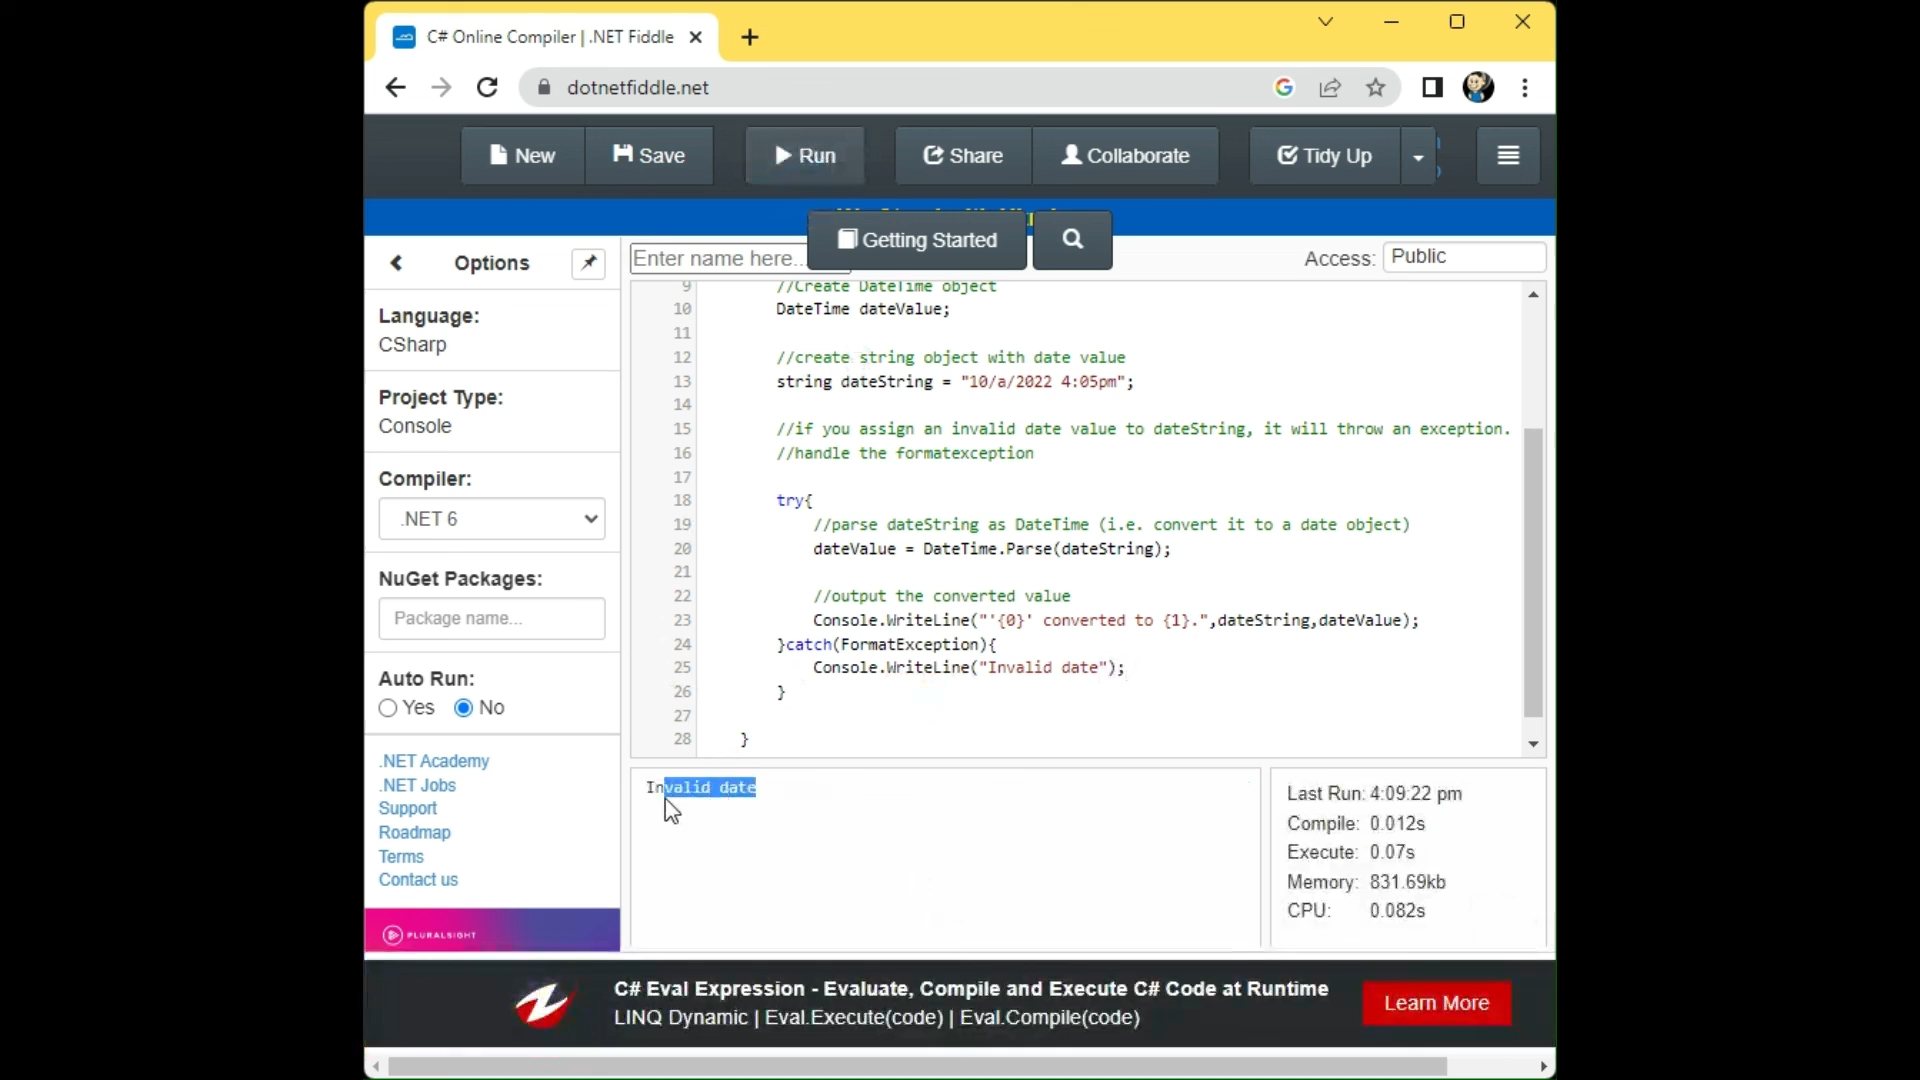 C# Online Compiler | .NET Fiddle
dotnetfiddle.net
New
Save
Run
Share
Collaborate
Tidy Up
Getting Started
Options
Enter name here...
Access:
Public
Language:
CSharp
Project Type:
Console
Compiler:
.NET 6
NuGet Packages:
Package name...
Auto Run:
Yes
No
.NET Academy
.NET Jobs
Support
Roadmap
Terms
Contact us
PLURALSIGHT
9 //Create DateTime object
10 DateTime dateValue;
11
12 //create string object with date value
13 string dateString = "10/a/2022 4:05pm";
14
15 //if you assign an invalid date value to dateString, it will throw an exception.
16 //handle the formatexception
17
18 try{
19 //parse dateString as DateTime (i.e. convert it to a date object)
20 dateValue = DateTime.Parse(dateString);
21
22 //output the converted value
23 Console.WriteLine("'{0}' converted to {1}.",dateString,dateValue);
24 }catch(FormatException){
25 Console.WriteLine("Invalid date");
26 }
27
28 }
Invalid date
Last Run: 4:09:22 pm
Compile: 0.012s
Execute: 0.07s
Memory: 831.69kb
CPU: 0.082s
C# Eval Expression - Evaluate, Compile and Execute C# Code at Runtime
LINQ Dynamic | Eval.Execute(code) | Eval.Compile(code)
Learn More